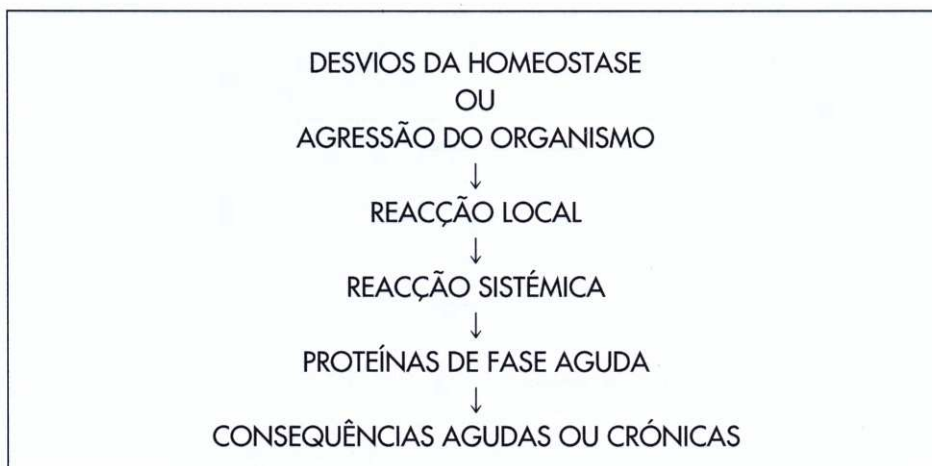 DESVIOS DA HOMEOSTASE
OU
AGRESSÃO DO ORGANISMO
↓
REACÇÃO LOCAL
↓
REACÇÃO SISTÉMICA
↓
PROTEÍNAS DE FASE AGUDA
↓
CONSEQUÊNCIAS AGUDAS OU CRÓNICAS